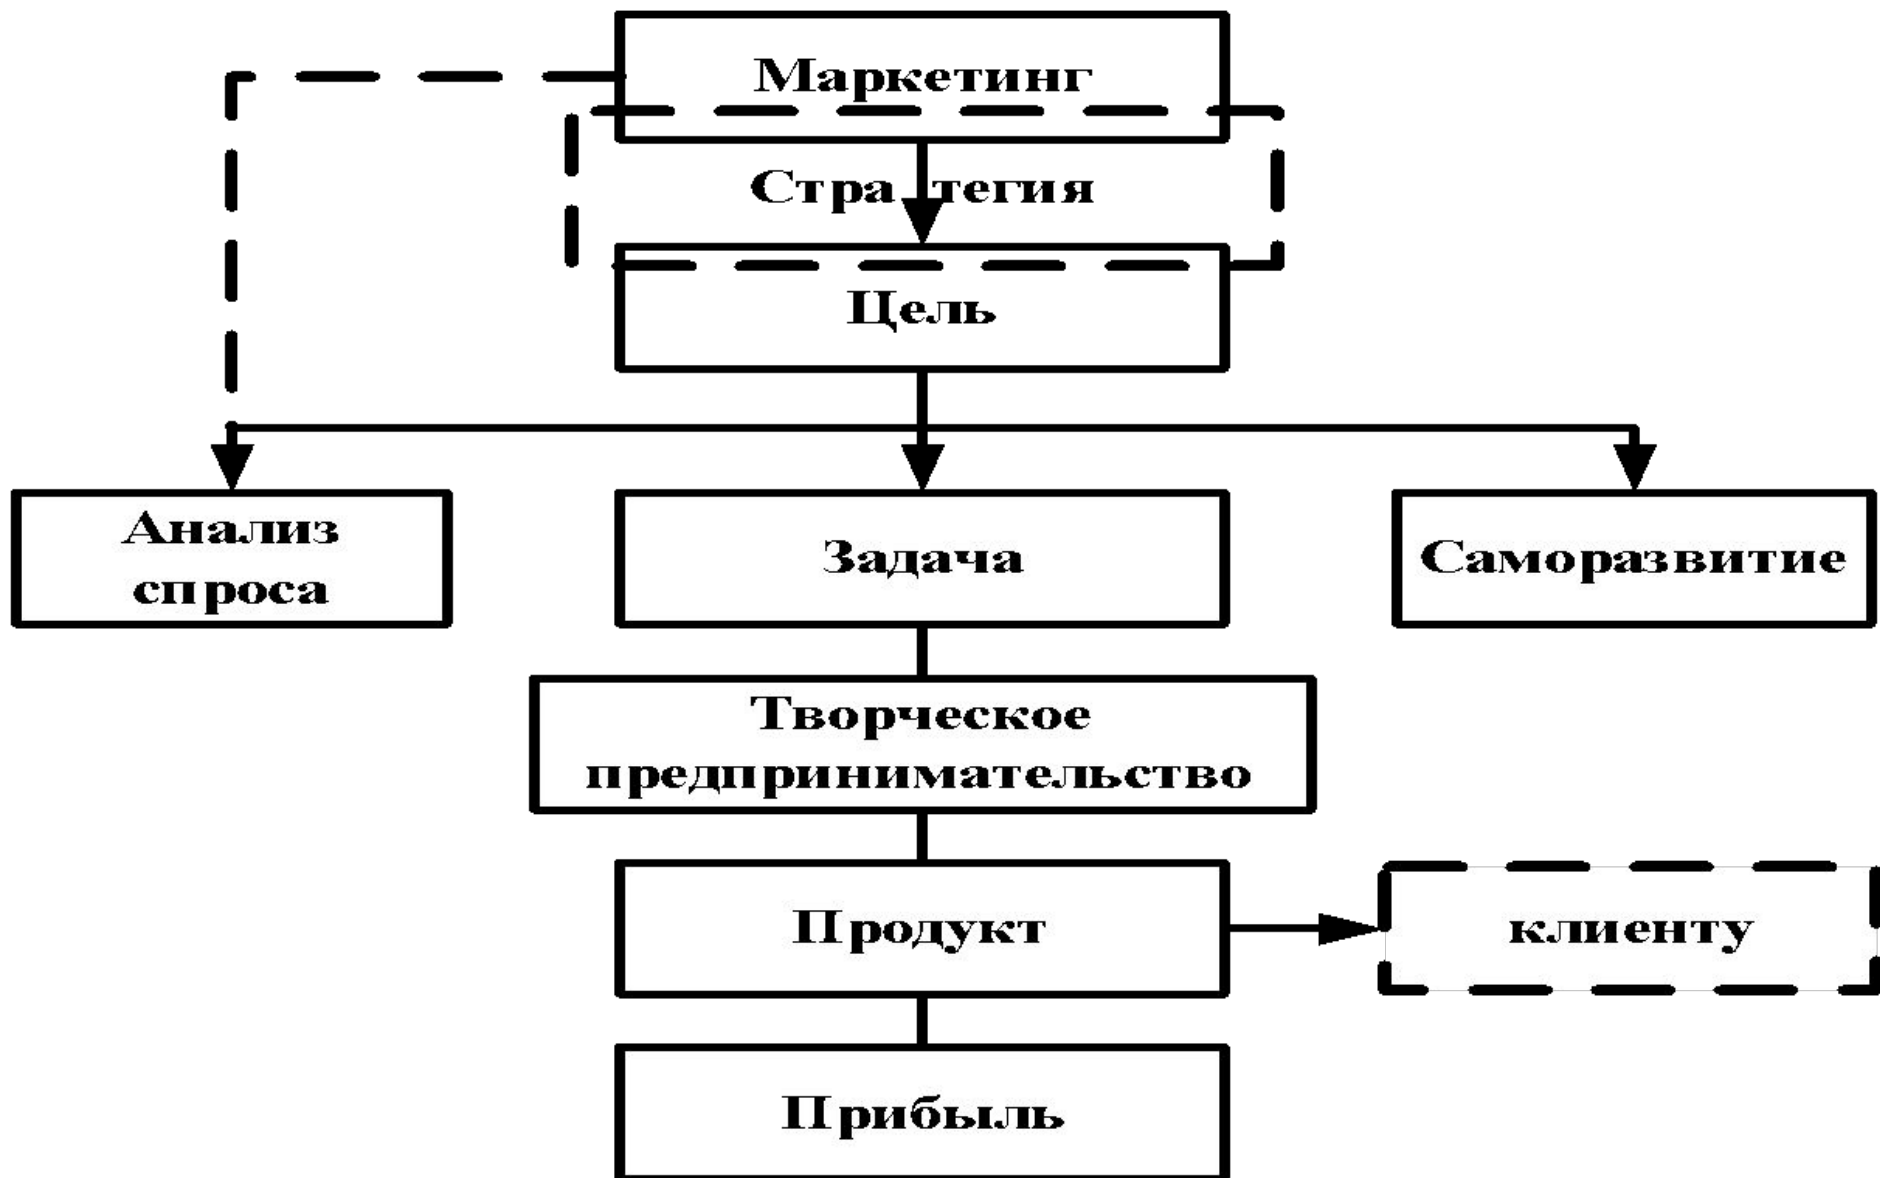 Маркетинг
Стра тегия
Цель
Анализ
спроса
Задача
Саморазвитие
Творческое
предпринимательство
Продукт
клиенту
Прибыль